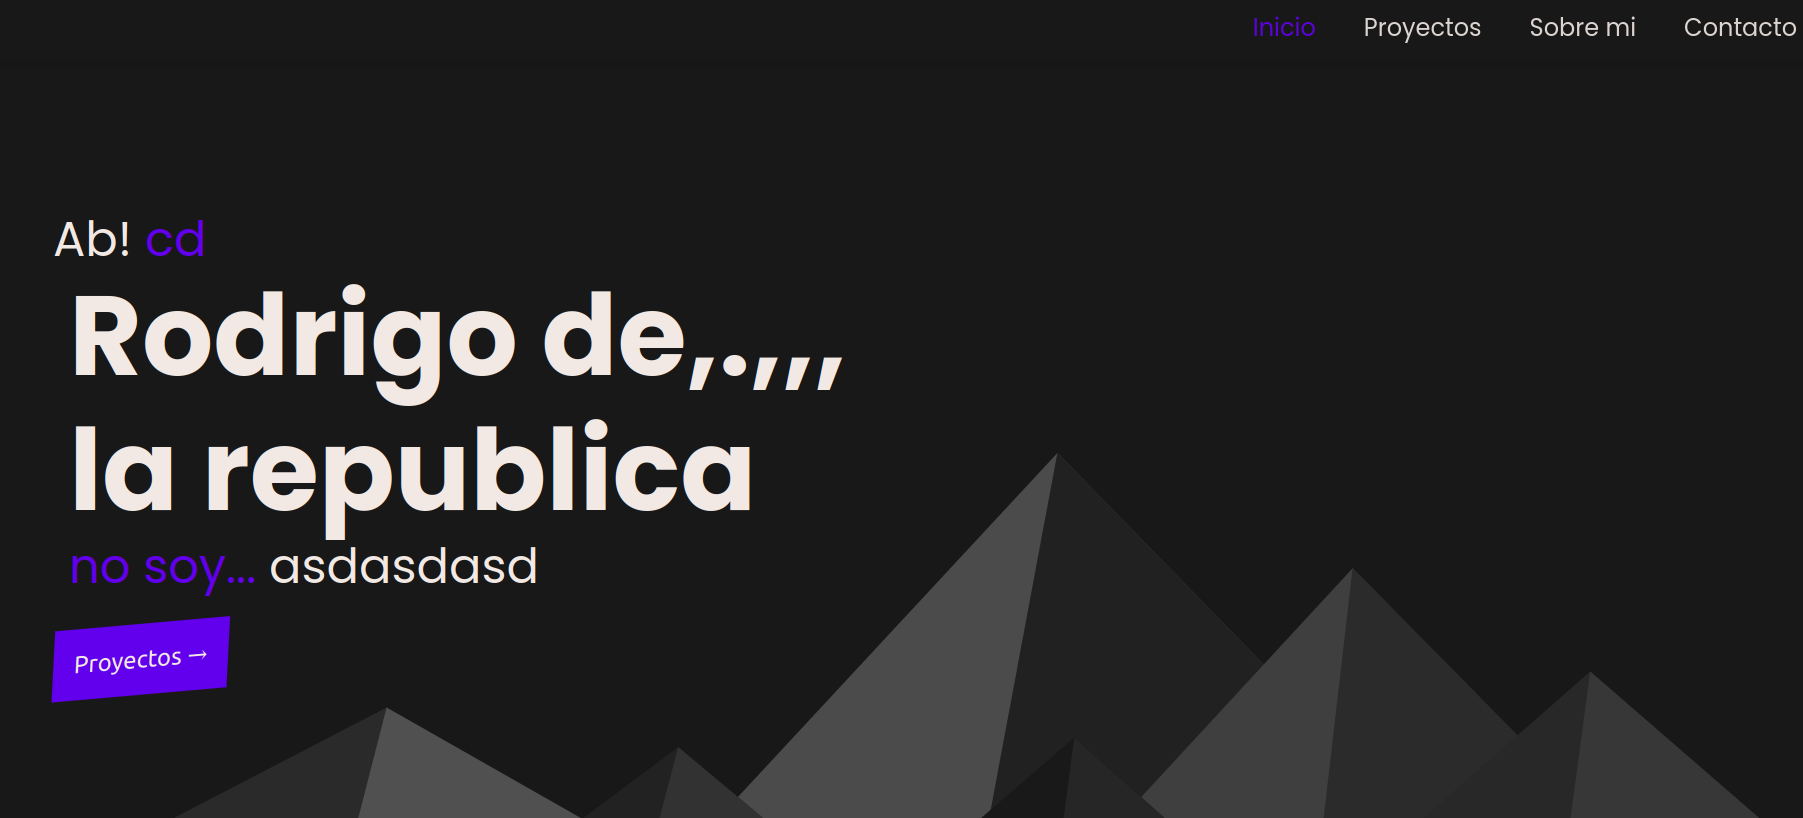 Inicio Proyectos Sobre mi Contacto
Ab! cd
Rodrigo de,.,,,
la republica
no soy... asdasdasd
Proyectos →